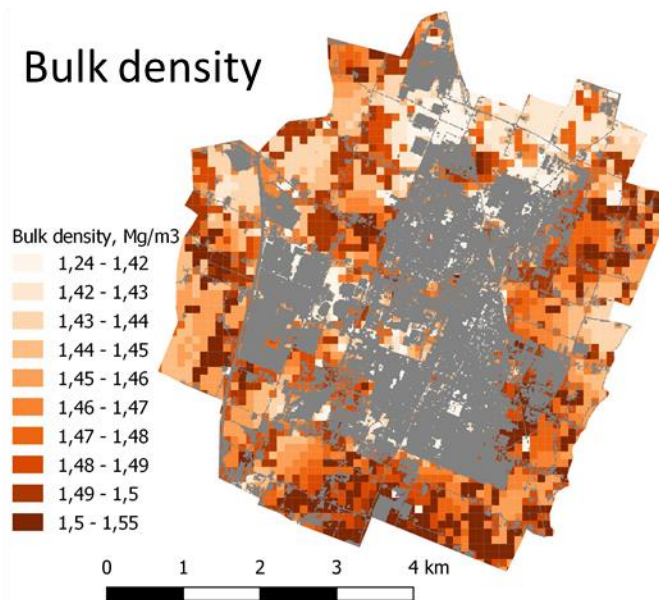 Bulk density
Bulk density, Mg/m3
1,24 - 1,42
1,42 - 1,43
1,43 - 1,44
1,44 - 1,45
1,45 - 1,46
1,46 - 1,47
1,47 - 1,48
1,48 - 1,49
1,49 - 1,5
1,5 - 1,55
0 1 2 3 4 km